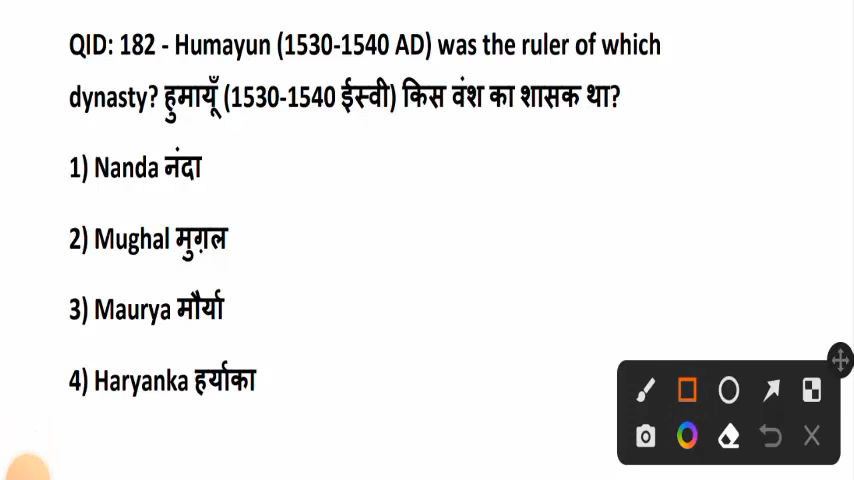 QID: 182 - Humayun (1530-1540 AD) was the ruler of which
dynasty? हुमायूँ (1530-1540 ईस्वी) किस वंश का शासक था?
1) Nanda नंदा
2) Mughal मुग़ल
3) Maurya मौर्या
4) Haryanka हर्याका